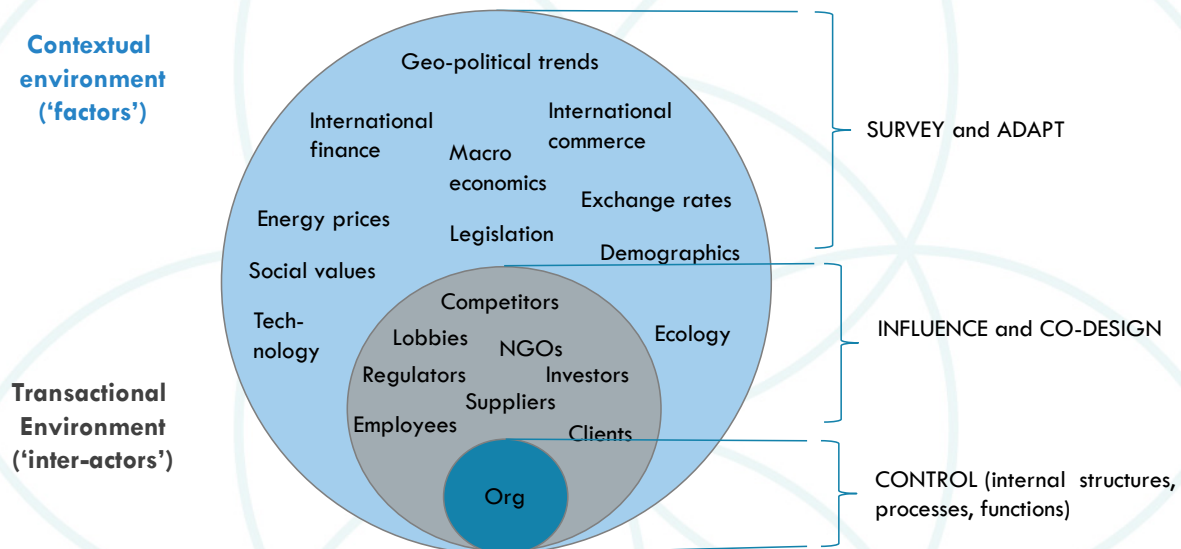 Contextual
environment
(‘factors’)
Geo-political trends
International
finance
International
commerce
Macro
economics
Exchange rates
Energy prices
Legislation
Demographics
Social values
Tech-
nology
Ecology
Competitors
Lobbies
NGOs
Regulators
Investors
Suppliers
Employees
Clients
Transactional
Environment
(‘inter-actors’)
Org
SURVEY and ADAPT
INFLUENCE and CO-DESIGN
CONTROL (internal structures,
processes, functions)